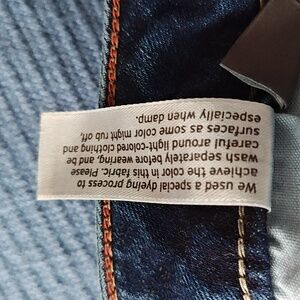 We used a special dyeing process to
achieve the color in this fabric. Please
wash separately before wearing, and be
careful around light-colored clothing and
surfaces as some color might rub off,
especially when damp.